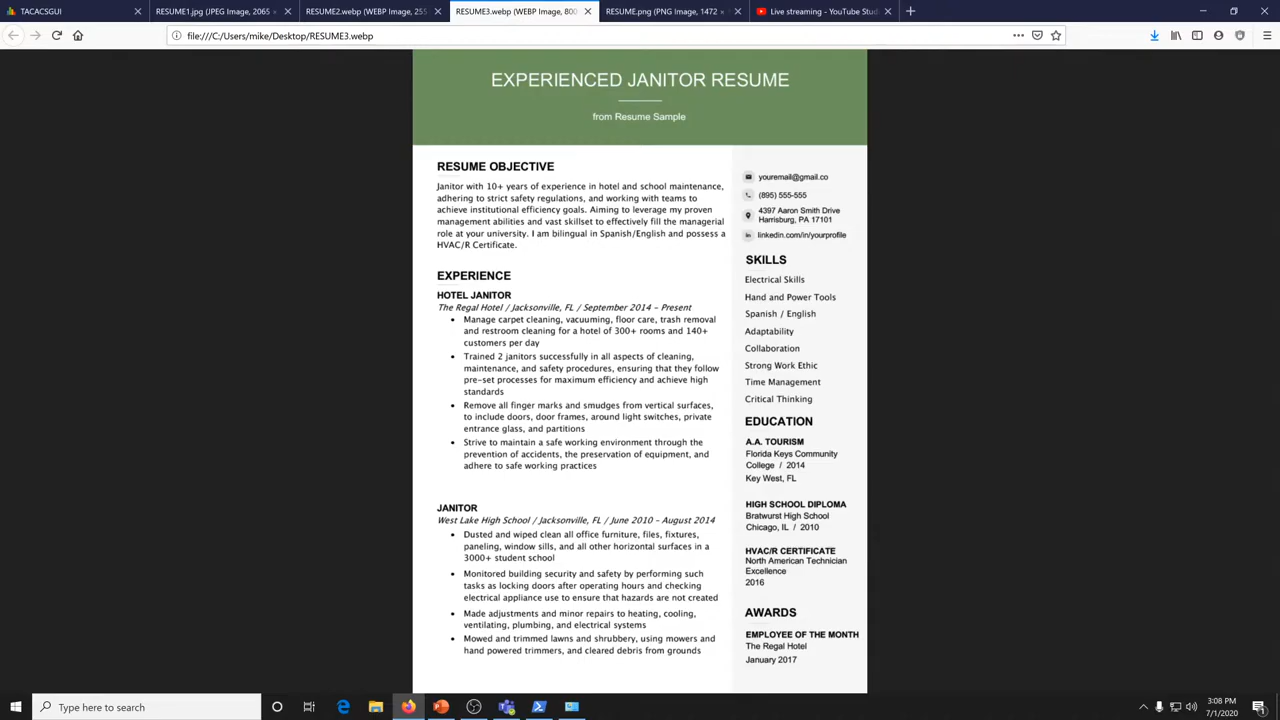 TACACSGUI
RESUME1.jpg (JPEG Image, 2065 ×
RESUME2.webp (WEBP Image, 255
RESUME3.webp (WEBP Image, 800
RESUME.png (PNG Image, 1472 ×
Live streaming - YouTube Stud
file:///C:/Users/mike/Desktop/RESUME3.webp
EXPERIENCED JANITOR RESUME
from Resume Sample
RESUME OBJECTIVE
Janitor with 10+ years of experience in hotel and school maintenance,
adhering to strict safety regulations, and working with teams to
achieve institutional efficiency goals. Aiming to leverage my proven
management abilities and vast skillset to effectively fill the managerial
role at your university. I am bilingual in Spanish/English and possess a
HVAC/R Certificate.
EXPERIENCE
HOTEL JANITOR
The Regal Hotel / Jacksonville, FL / September 2014 – Present
• Manage carpet cleaning, vacuuming, floor care, trash removal
and restroom cleaning for a hotel of 300+ rooms and 140+
customers per day
• Trained 2 janitors successfully in all aspects of cleaning,
maintenance, and safety procedures, ensuring that they follow
pre-set processes for maximum efficiency and achieve high
standards
• Remove all finger marks and smudges from vertical surfaces,
to include doors, door frames, around light switches, private
entrance glass, and partitions
• Strive to maintain a safe working environment through the
prevention of accidents, the preservation of equipment, and
adhere to safe working practices
JANITOR
West Lake High School / Jacksonville, FL / June 2010 – August 2014
• Dusted and wiped clean all office furniture, files, fixtures,
paneling, window sills, and all other horizontal surfaces in a
3000+ student school
• Monitored building security and safety by performing such
tasks as locking doors after operating hours and checking
electrical appliance use to ensure that hazards are not created
• Made adjustments and minor repairs to heating, cooling,
ventilating, plumbing, and electrical systems
• Mowed and trimmed lawns and shrubbery, using mowers and
hand powered trimmers, and cleared debris from grounds
youremail@gmail.co
(895) 555-555
4397 Aaron Smith Drive
Harrisburg, PA 17101
linkedin.com/in/yourprofile
SKILLS
Electrical Skills
Hand and Power Tools
Spanish / English
Adaptability
Collaboration
Strong Work Ethic
Time Management
Critical Thinking
EDUCATION
A.A. TOURISM
Florida Keys Community
College / 2014
Key West, FL
HIGH SCHOOL DIPLOMA
Bratwurst High School
Chicago, IL / 2010
HVAC/R CERTIFICATE
North American Technician
Excellence
2016
AWARDS
EMPLOYEE OF THE MONTH
The Regal Hotel
January 2017
Type here to search
3:08 PM
7/1/2020